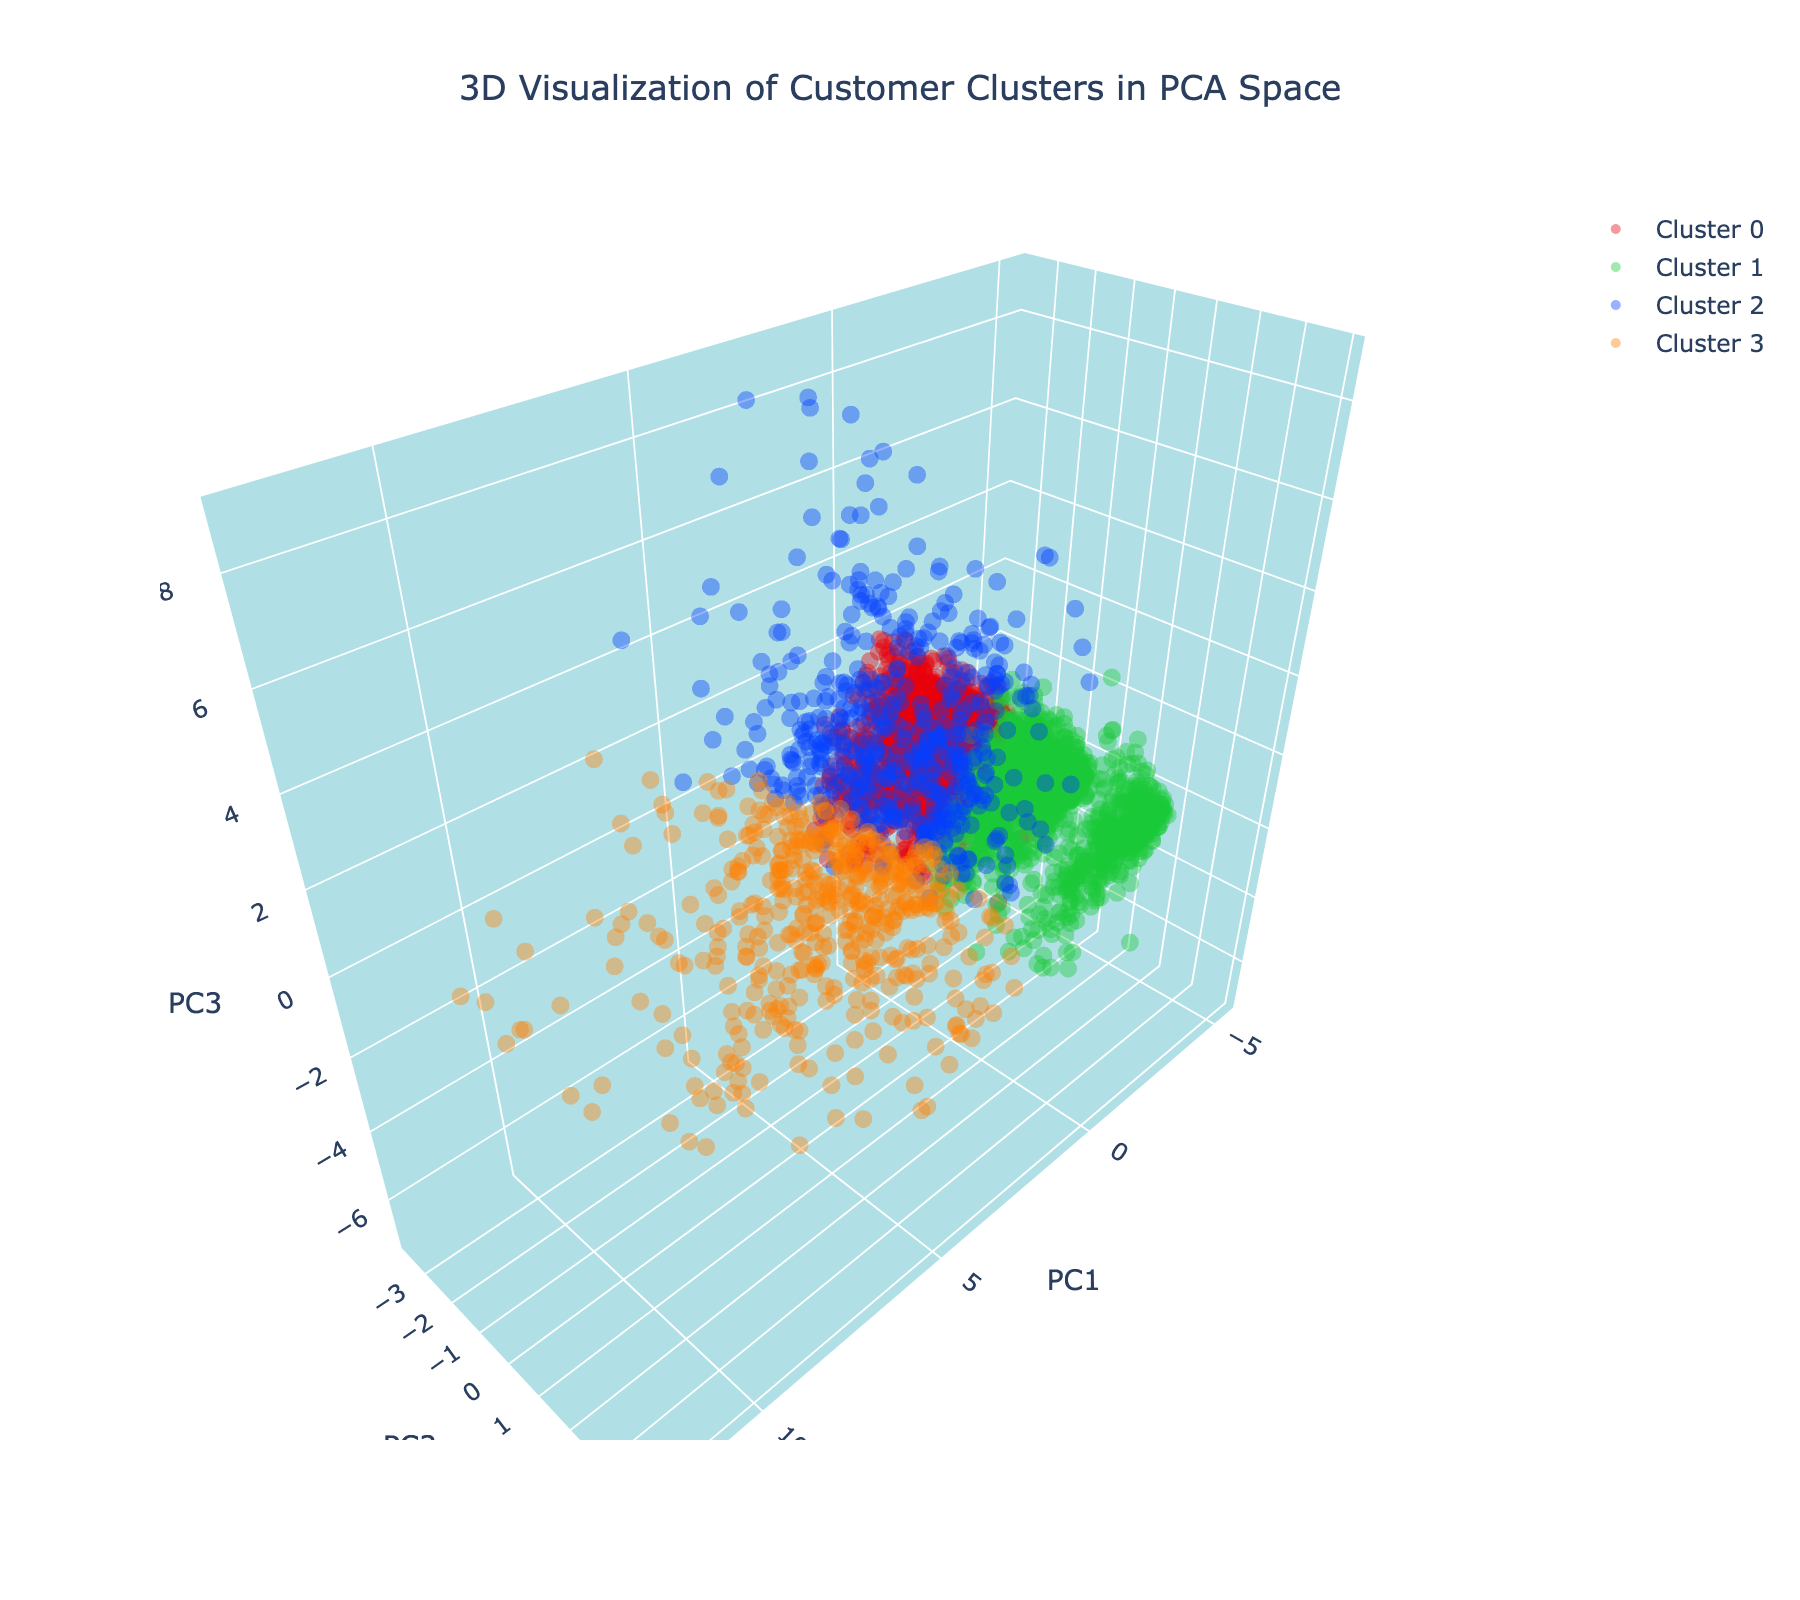 3D Visualization of Customer Clusters in PCA Space
Cluster 0
Cluster 1
Cluster 2
Cluster 3
8
6
4
2
0
−2
−4
−6
PC3
−3
−2
−1
0
1
−5
0
5
PC1